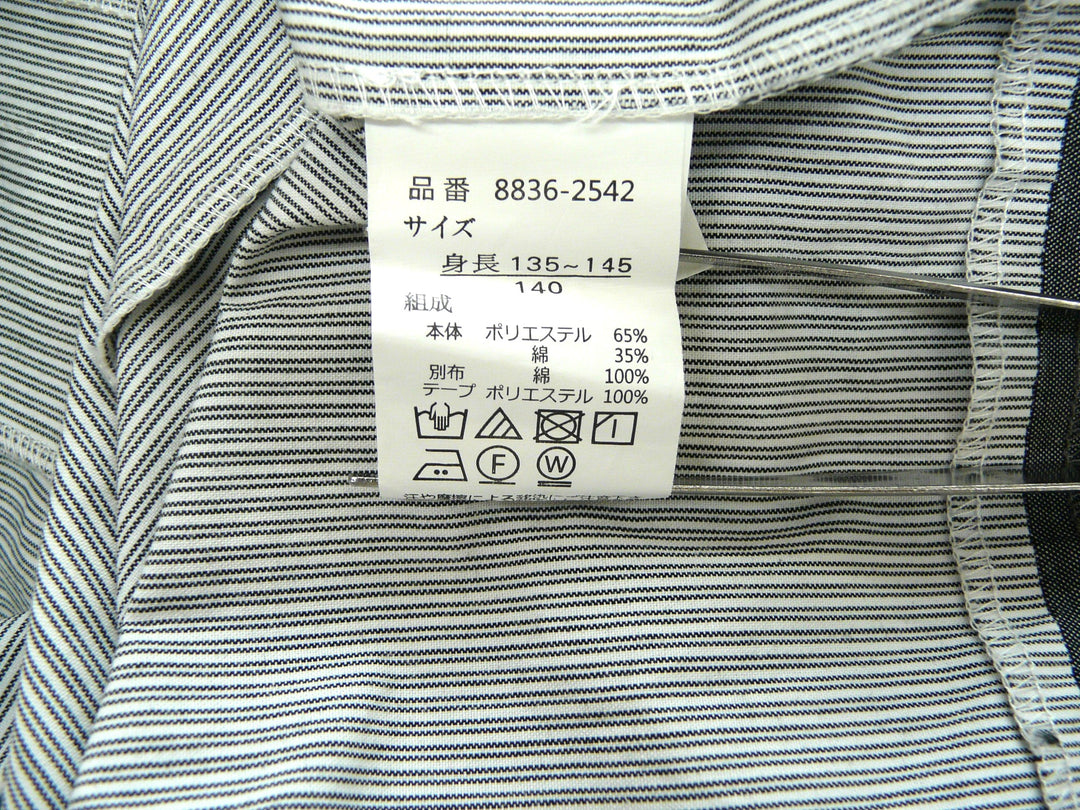 品番 8836-2542
サイズ
身長 135~145
140
組成
本体 ポリエステル 65%
綿 35%
別布 綿 100%
テープ ポリエステル 100%
F W